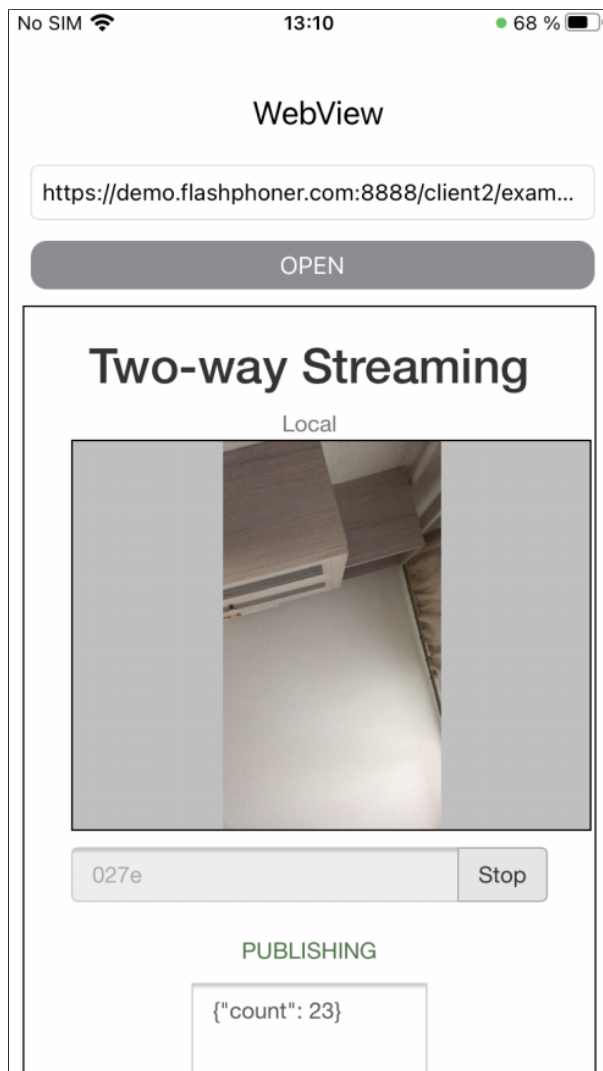 No SIM 13:10 68 %
WebView
https://demo.flashphoner.com:8888/client2/exam...
OPEN
Two-way Streaming
Local
027e Stop
PUBLISHING
{"count": 23}